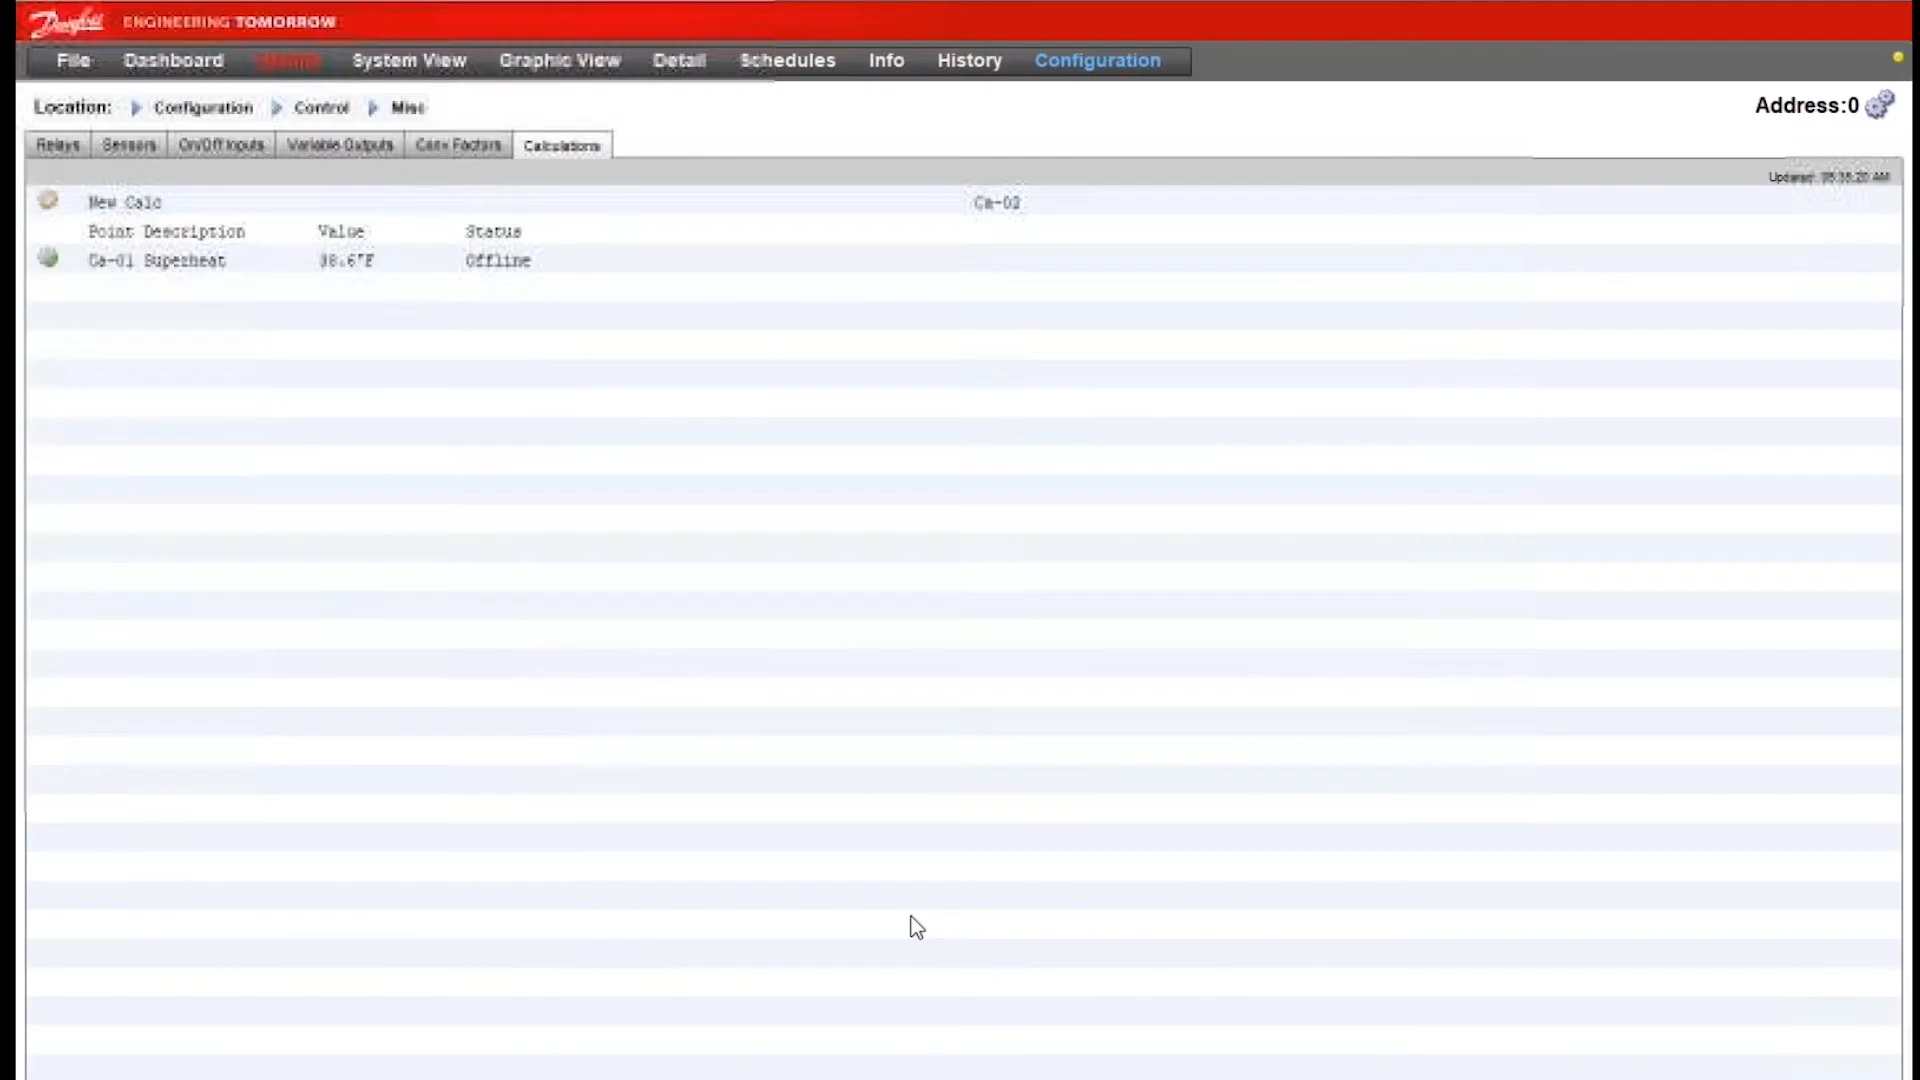 Danfoss ENGINEERING TOMORROW
File Dashboard Alarms System View Graphic View Detail Schedules Info History Configuration
Location: Configuration Control Misc
Address:0
Relays Sensors On/Off Inputs Variable Outputs Conv Factors Calculations
Updated:
New Calc Ca-02
Point Description Value Status
Ca-01 Superheat Offline